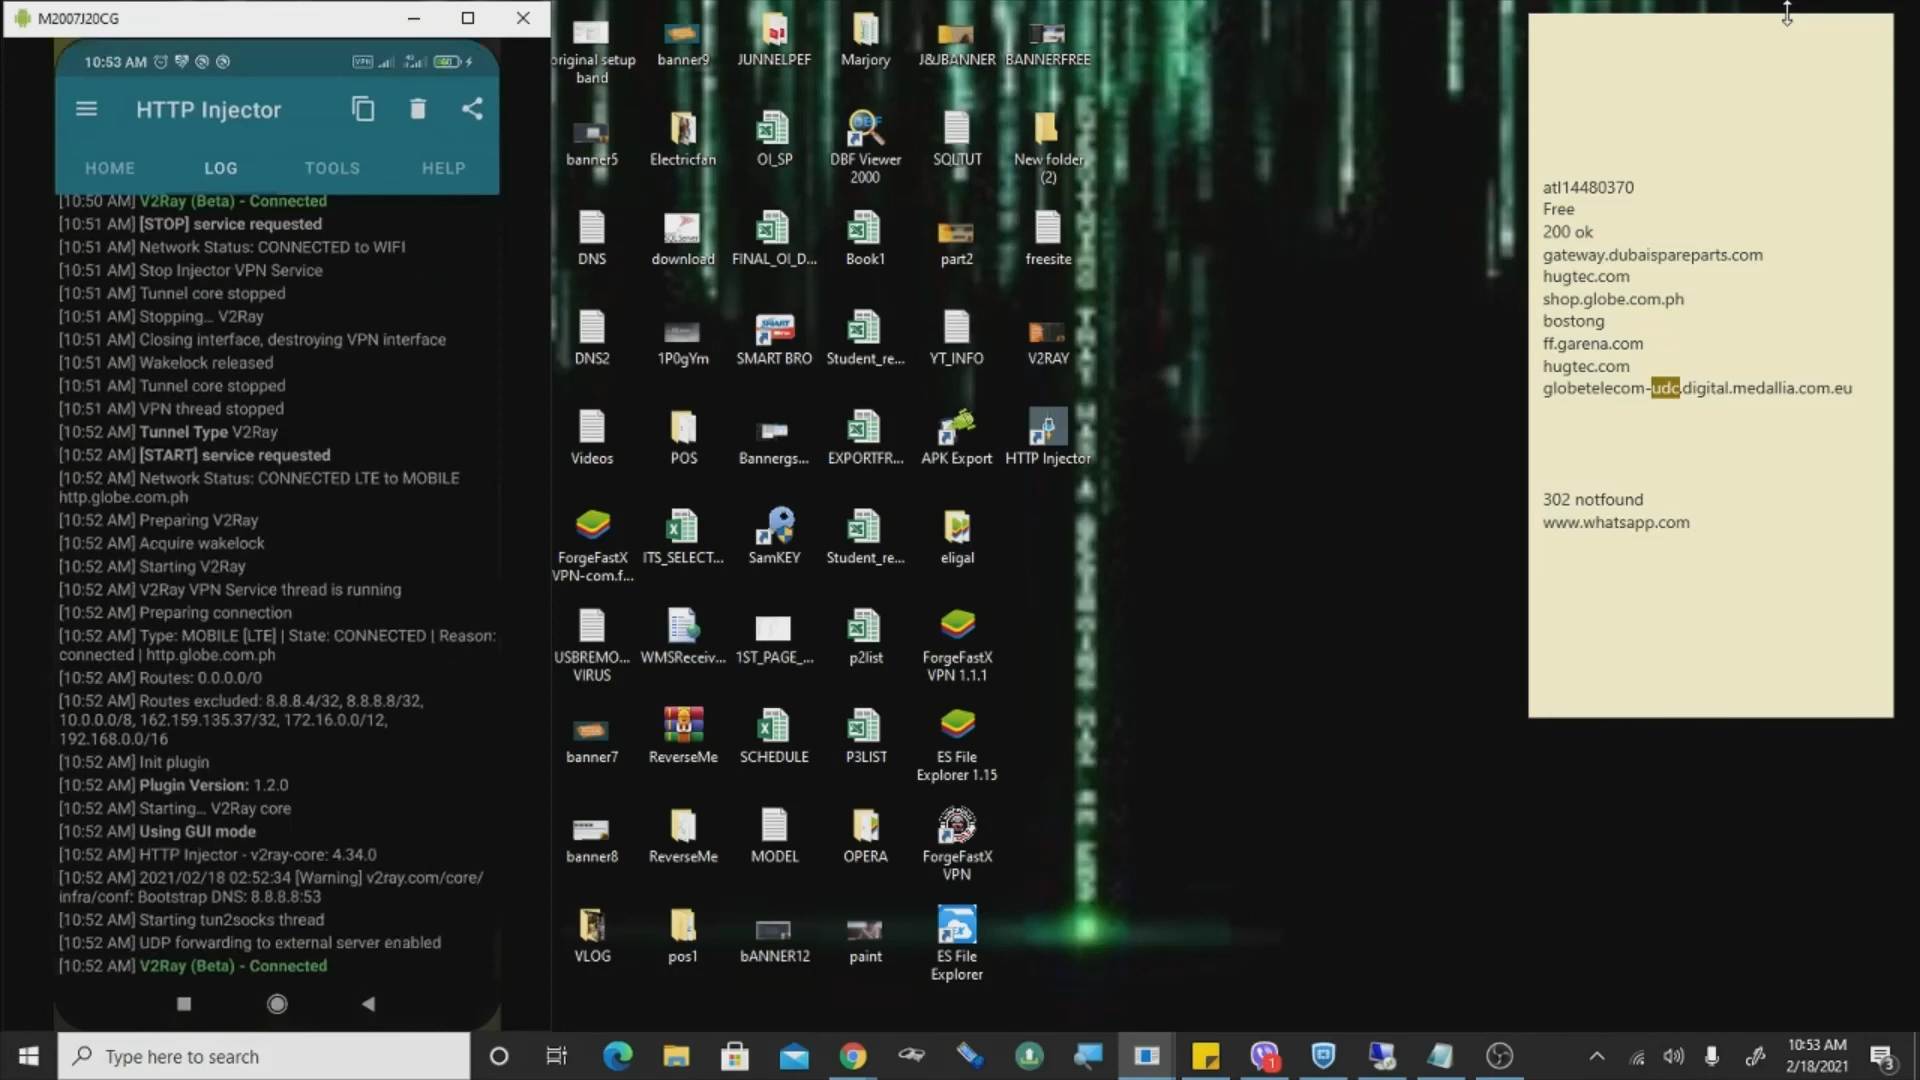 M2007J20CG
10:53 AM
HTTP Injector
HOME LOG TOOLS HELP
[10:50 AM] V2Ray (Beta) - Connected
[10:51 AM] [STOP] service requested
[10:51 AM] Network Status: CONNECTED to WIFI
[10:51 AM] Stop Injector VPN Service
[10:51 AM] Tunnel core stopped
[10:51 AM] Stopping... V2Ray
[10:51 AM] Closing interface, destroying VPN interface
[10:51 AM] Wakelock released
[10:51 AM] Tunnel core stopped
[10:51 AM] VPN thread stopped
[10:52 AM] Tunnel Type V2Ray
[10:52 AM] [START] service requested
[10:52 AM] Network Status: CONNECTED LTE to MOBILE
http.globe.com.ph
[10:52 AM] Preparing V2Ray
[10:52 AM] Acquire wakelock
[10:52 AM] Starting V2Ray
[10:52 AM] V2Ray VPN Service thread is running
[10:52 AM] Preparing connection
[10:52 AM] Type: MOBILE [LTE] | State: CONNECTED | Reason:
connected | http.globe.com.ph
[10:52 AM] Routes: 0.0.0.0/0
[10:52 AM] Routes excluded: 8.8.8.4/32, 8.8.8.8/32,
10.0.0.0/8, 162.159.135.37/32, 172.16.0.0/12,
192.168.0.0/16
[10:52 AM] Init plugin
[10:52 AM] Plugin Version: 1.2.0
[10:52 AM] Starting... V2Ray core
[10:52 AM] Using GUI mode
[10:52 AM] HTTP Injector - v2ray-core: 4.34.0
[10:52 AM] 2021/02/18 02:52:34 [Warning] v2ray.com/core/
infra/conf: Bootstrap DNS: 8.8.8.8:53
[10:52 AM] Starting tun2socks thread
[10:52 AM] UDP forwarding to external server enabled
[10:52 AM] V2Ray (Beta) - Connected
original setup band banner9 JUNNELPEF Marjory J&JBANNER BANNERFREE
banner5 Electricfan OI_SP DBF Viewer 2000 SQLTUT New folder (2)
DNS download FINAL_OI_D... Book1 part2 freesite
DNS2 1P0gYm SMART BRO Student_re... YT_INFO V2RAY
Videos POS Bannergs... EXPORTFR... APK Export HTTP Injector
ForgeFastX VPN-com.f... ITS_SELECT... SamKEY Student_re... eligal
USBREMO... VIRUS WMSReceiv... 1ST_PAGE_... p2list ForgeFastX VPN 1.1.1
banner7 ReverseMe SCHEDULE P3LIST ES File Explorer 1.15
banner8 ReverseMe MODEL OPERA ForgeFastX VPN
VLOG pos1 bANNER12 paint ES File Explorer
atl14480370
Free
200 ok
gateway.dubaispareparts.com
hugtec.com
shop.globe.com.ph
bostong
ff.garena.com
hugtec.com
globetelecom-udc.digital.medallia.com.eu
302 notfound
www.whatsapp.com
Type here to search
10:53 AM
2/18/2021